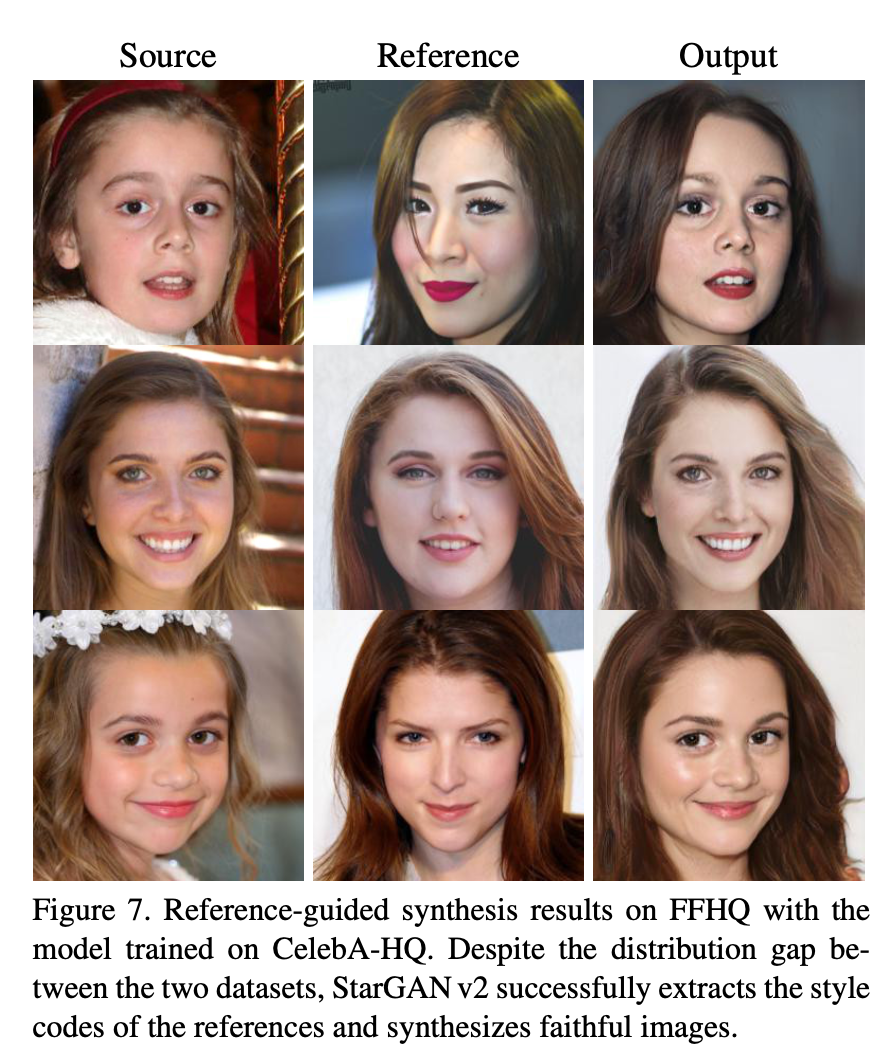 Source Reference Output
Figure 7. Reference-guided synthesis results on FFHQ with the
model trained on CelebA-HQ. Despite the distribution gap be-
tween the two datasets, StarGAN v2 successfully extracts the style
codes of the references and synthesizes faithful images.